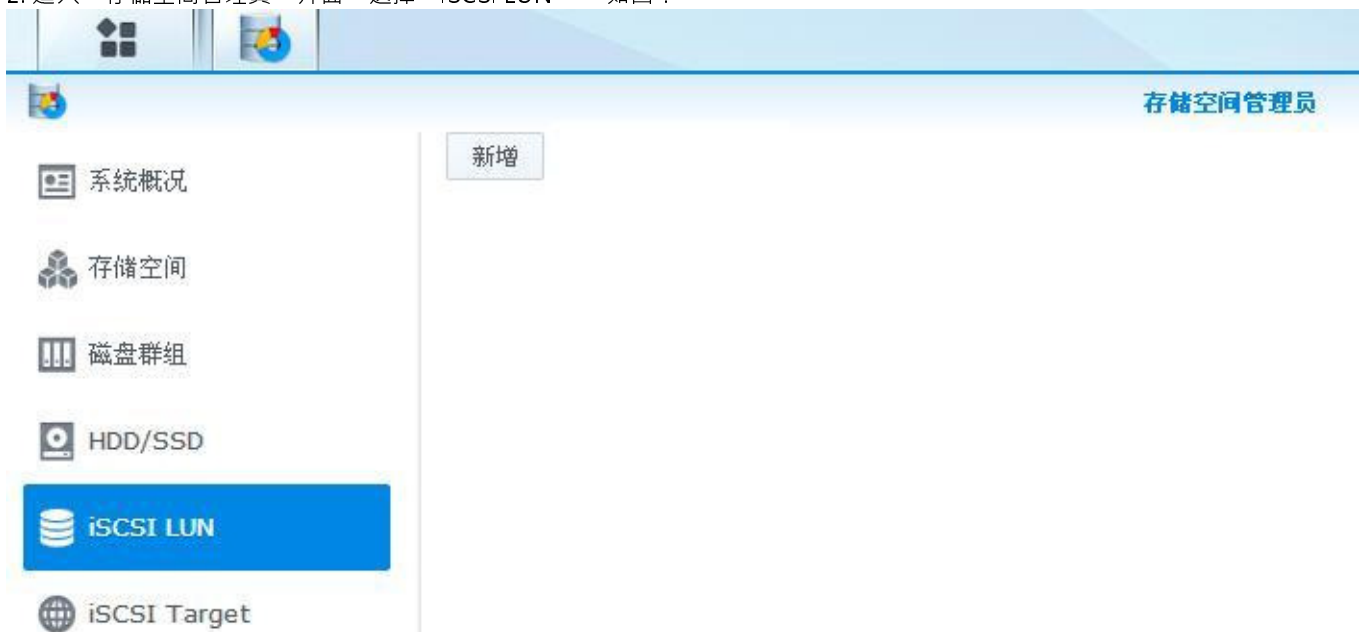 存储空间管理员
新增
系统概况
存储空间
磁盘群组
HDD/SSD
iSCSI LUN
iSCSI Target